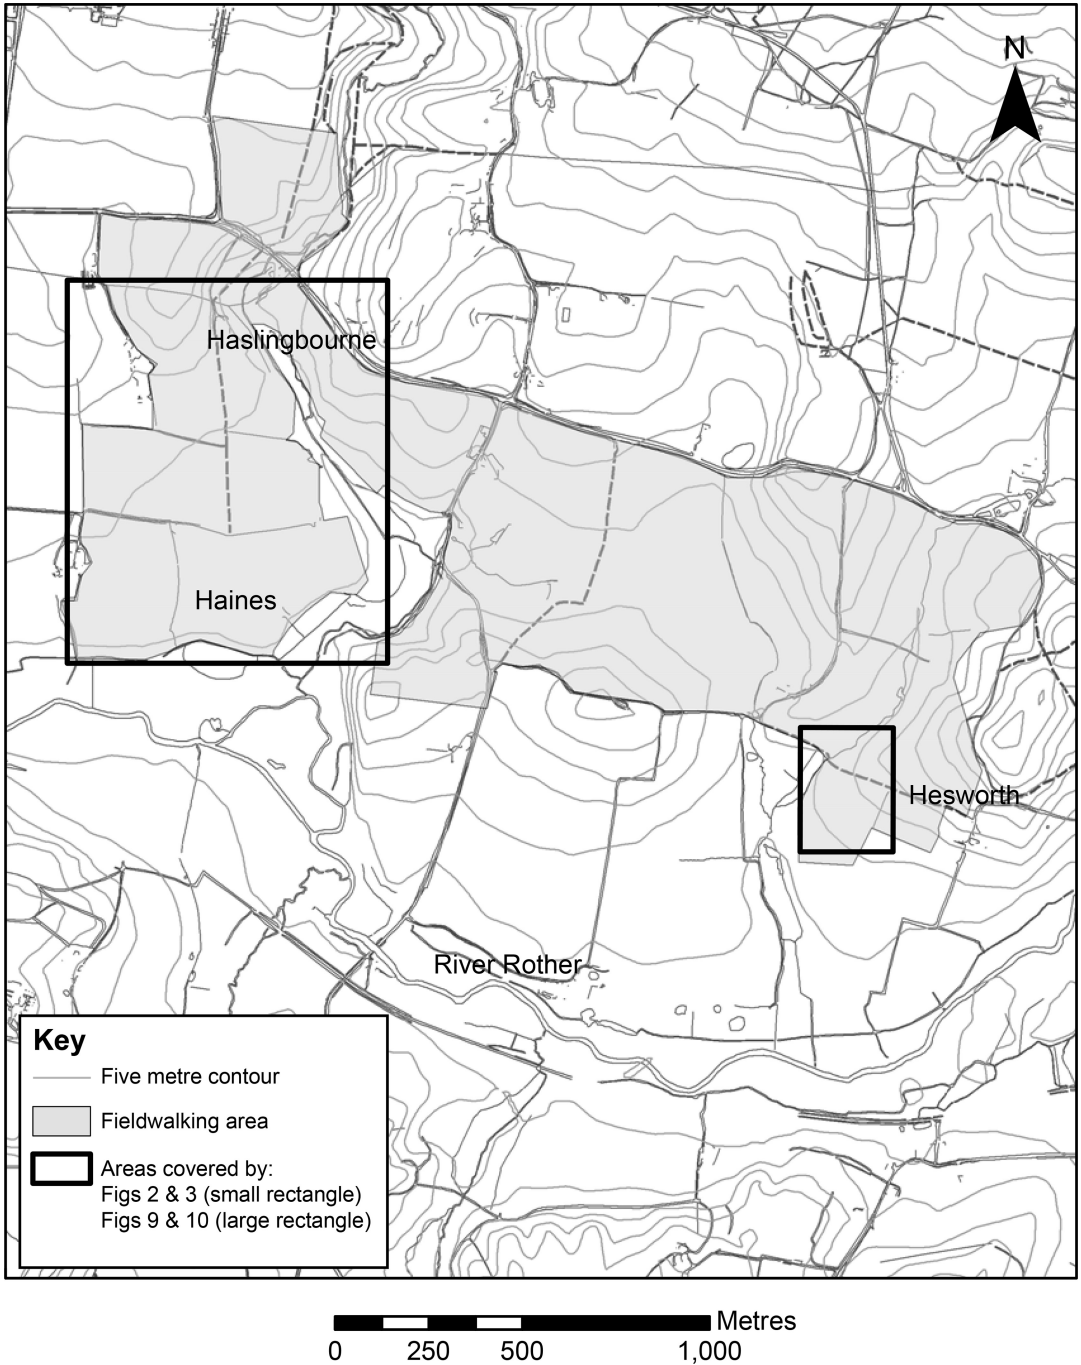 N
Haslingbourne
Haines
Hesworth
River Rother
Key
Five metre contour
Fieldwalking area
Areas covered by:
Figs 2 & 3 (small rectangle)
Figs 9 & 10 (large rectangle)
Metres
0 250 500 1,000